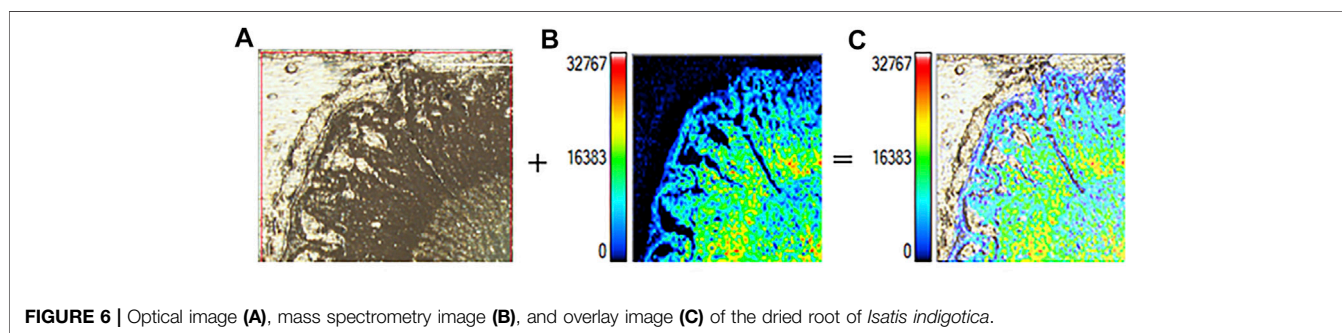 A
B
C
32767
16383
0
+
32767
16383
0
=
FIGURE 6 | Optical image (A), mass spectrometry image (B), and overlay image (C) of the dried root of Isatis indigotica.